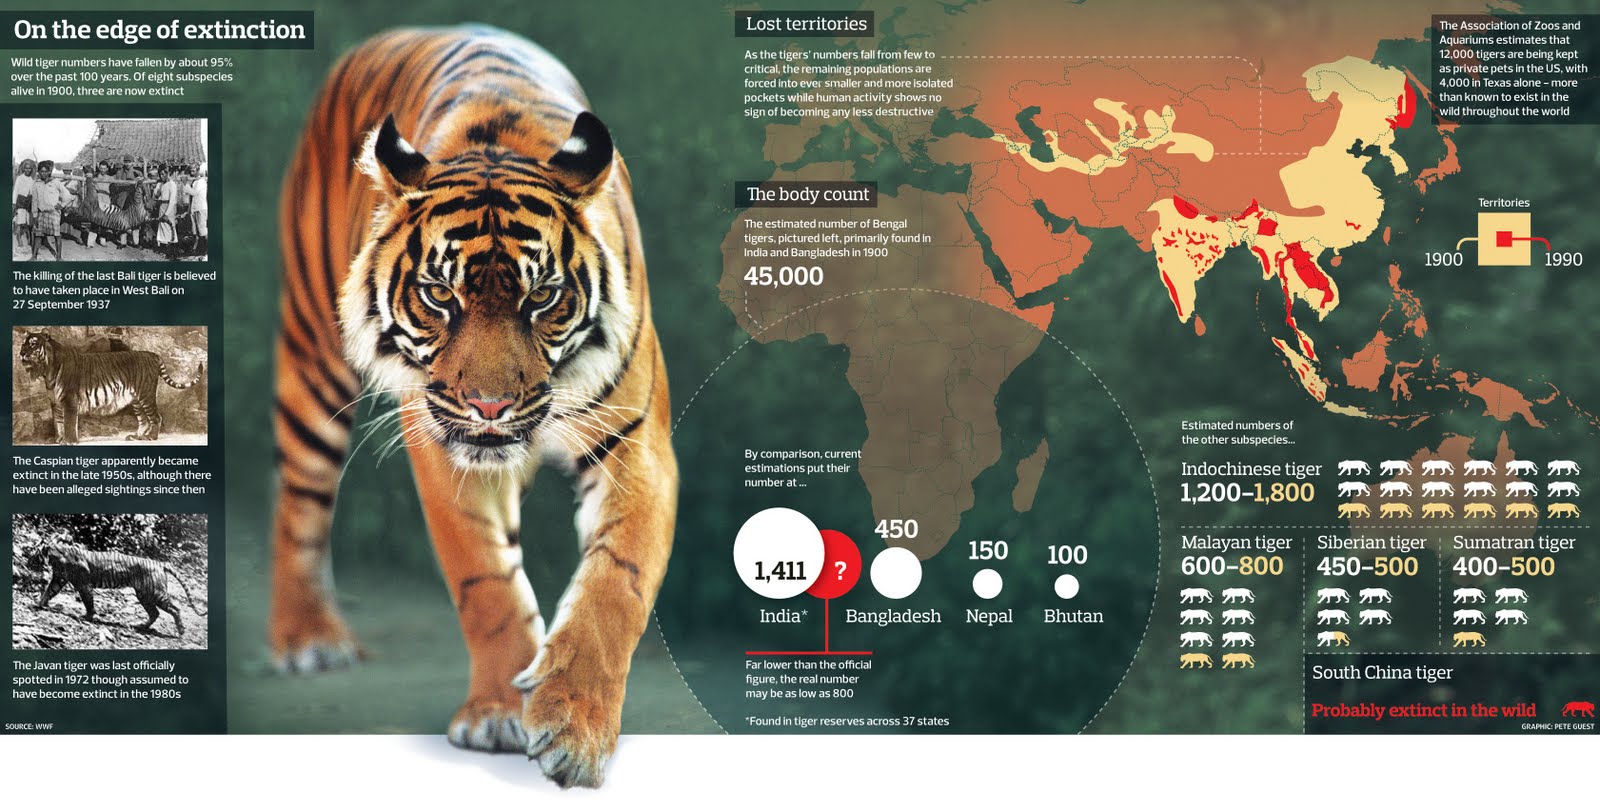 On the edge of extinction
Wild tiger numbers have fallen by about 95%
over the past 100 years. Of eight subspecies
alive in 1900, three are now extinct
The killing of the last Bali tiger is believed
to have taken place in West Bali on
27 September 1937
The Caspian tiger apparently became
extinct in the late 1950s, although there
have been alleged sightings since then
The Javan tiger was last officially
spotted in 1972 though assumed to
have become extinct in the 1980s
SOURCE: WWF
Lost territories
As the tigers' numbers fall from few to
critical, the remaining populations are
forced into ever smaller and more isolated
pockets while human activity shows no
sign of becoming any less destructive
The body count
The estimated number of Bengal
tigers, pictured left, primarily found in
India and Bangladesh in 1900
45,000
By comparison, current
estimations put their
number at ...
1,411
?
450
150
100
India*
Bangladesh
Nepal
Bhutan
Far lower than the official
figure, the real number
may be as low as 800
*Found in tiger reserves across 37 states
The Association of Zoos and
Aquariums estimates that
12,000 tigers are being kept
as private pets in the US, with
4,000 in Texas alone – more
than known to exist in the
wild throughout the world
Territories
1900
1990
Estimated numbers of
the other subspecies...
Indochinese tiger
1,200–1,800
Malayan tiger
600–800
Siberian tiger
450–500
Sumatran tiger
400–500
South China tiger
Probably extinct in the wild
GRAPHIC: PETE GUEST